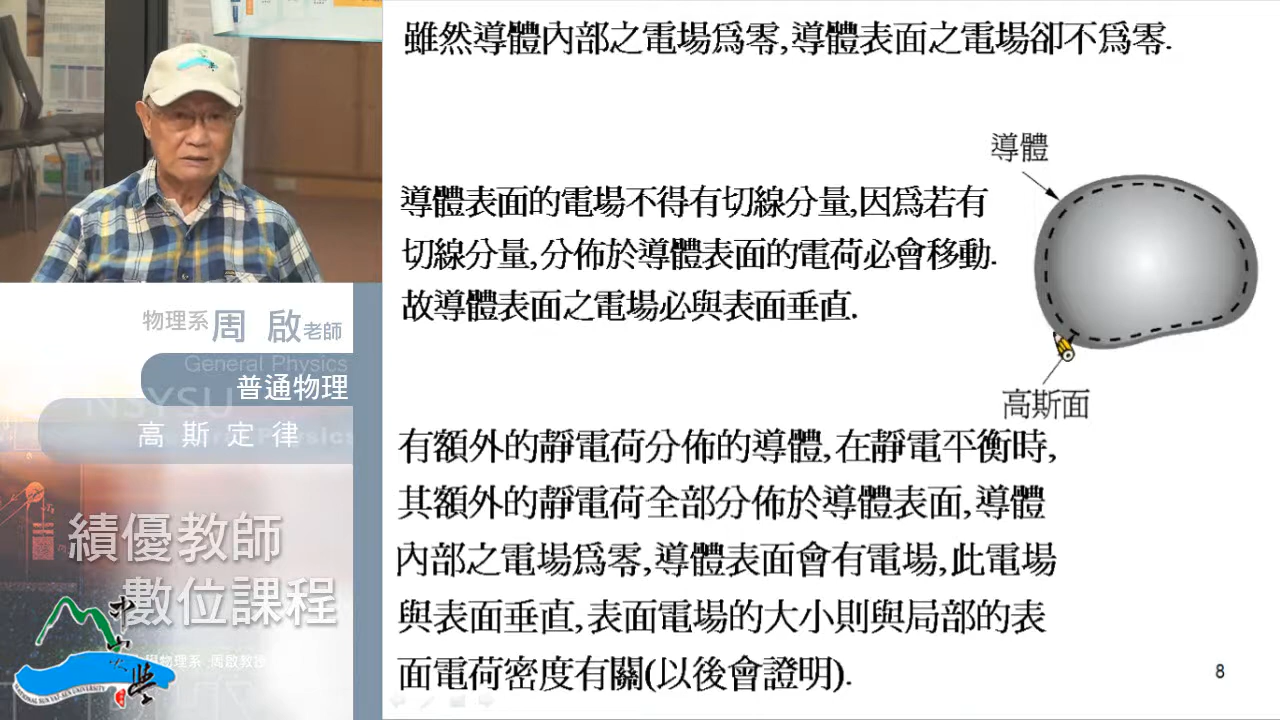 雖然導體內部之電場爲零,導體表面之電場卻不爲零.
導體
導體表面的電場不得有切線分量,因爲若有
切線分量,分佈於導體表面的電荷必會移動.
故導體表面之電場必與表面垂直.
高斯面
有額外的靜電荷分佈的導體,在靜電平衡時,
其額外的靜電荷全部分佈於導體表面,導體
內部之電場爲零,導體表面會有電場,此電場
與表面垂直,表面電場的大小則與局部的表
面電荷密度有關(以後會證明).
8
物理系 周 啟 老師
General Physics
普通物理
NSYSU
高 斯 定 律
績優教師
數位課程
物理系 周啟教授